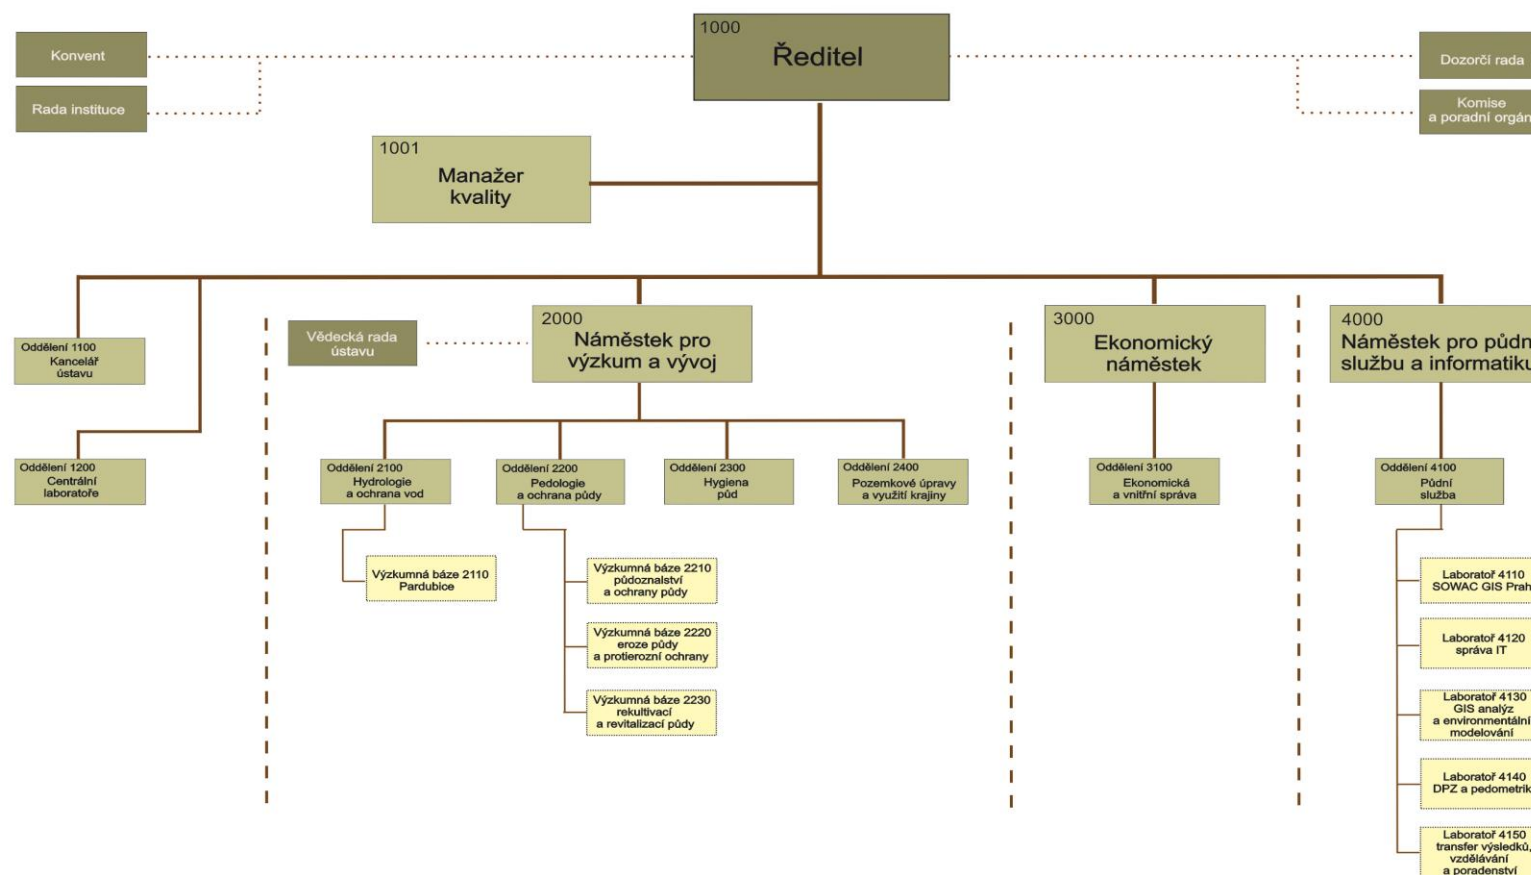 1000
Ředitel
Konvent
Rada instituce
Dozorčí rada
Komise
a poradní orgán
1001
Manažer
kvality
Oddělení 1100
Kancelář
ústavu
Oddělení 1200
Centrální
laboratoře
Vědecká rada
ústavu
2000
Náměstek pro
výzkum a vývoj
3000
Ekonomický
náměstek
4000
Náměstek pro půdn
službu a informatiku
Oddělení 2100
Hydrologie
a ochrana vod
Oddělení 2200
Pedologie
a ochrana půdy
Oddělení 2300
Hygiena
půd
Oddělení 2400
Pozemkové úpravy
a využití krajiny
Oddělení 3100
Ekonomická
a vnitřní správa
Oddělení 4100
Půdní
služba
Výzkumná báze 2110
Pardubice
Výzkumná báze 2210
půdoznalství
a ochrany půdy
Výzkumná báze 2220
eroze půdy
a protierozní ochrany
Výzkumná báze 2230
rekultivací
a revitalizací půdy
Laboratoř 4110
SOWAC GIS Prah
Laboratoř 4120
správa IT
Laboratoř 4130
GIS analýz
a environmentální
modelování
Laboratoř 4140
DPZ a pedometrik
Laboratoř 4150
transfer výsledků,
vzdělávání
a poradenství